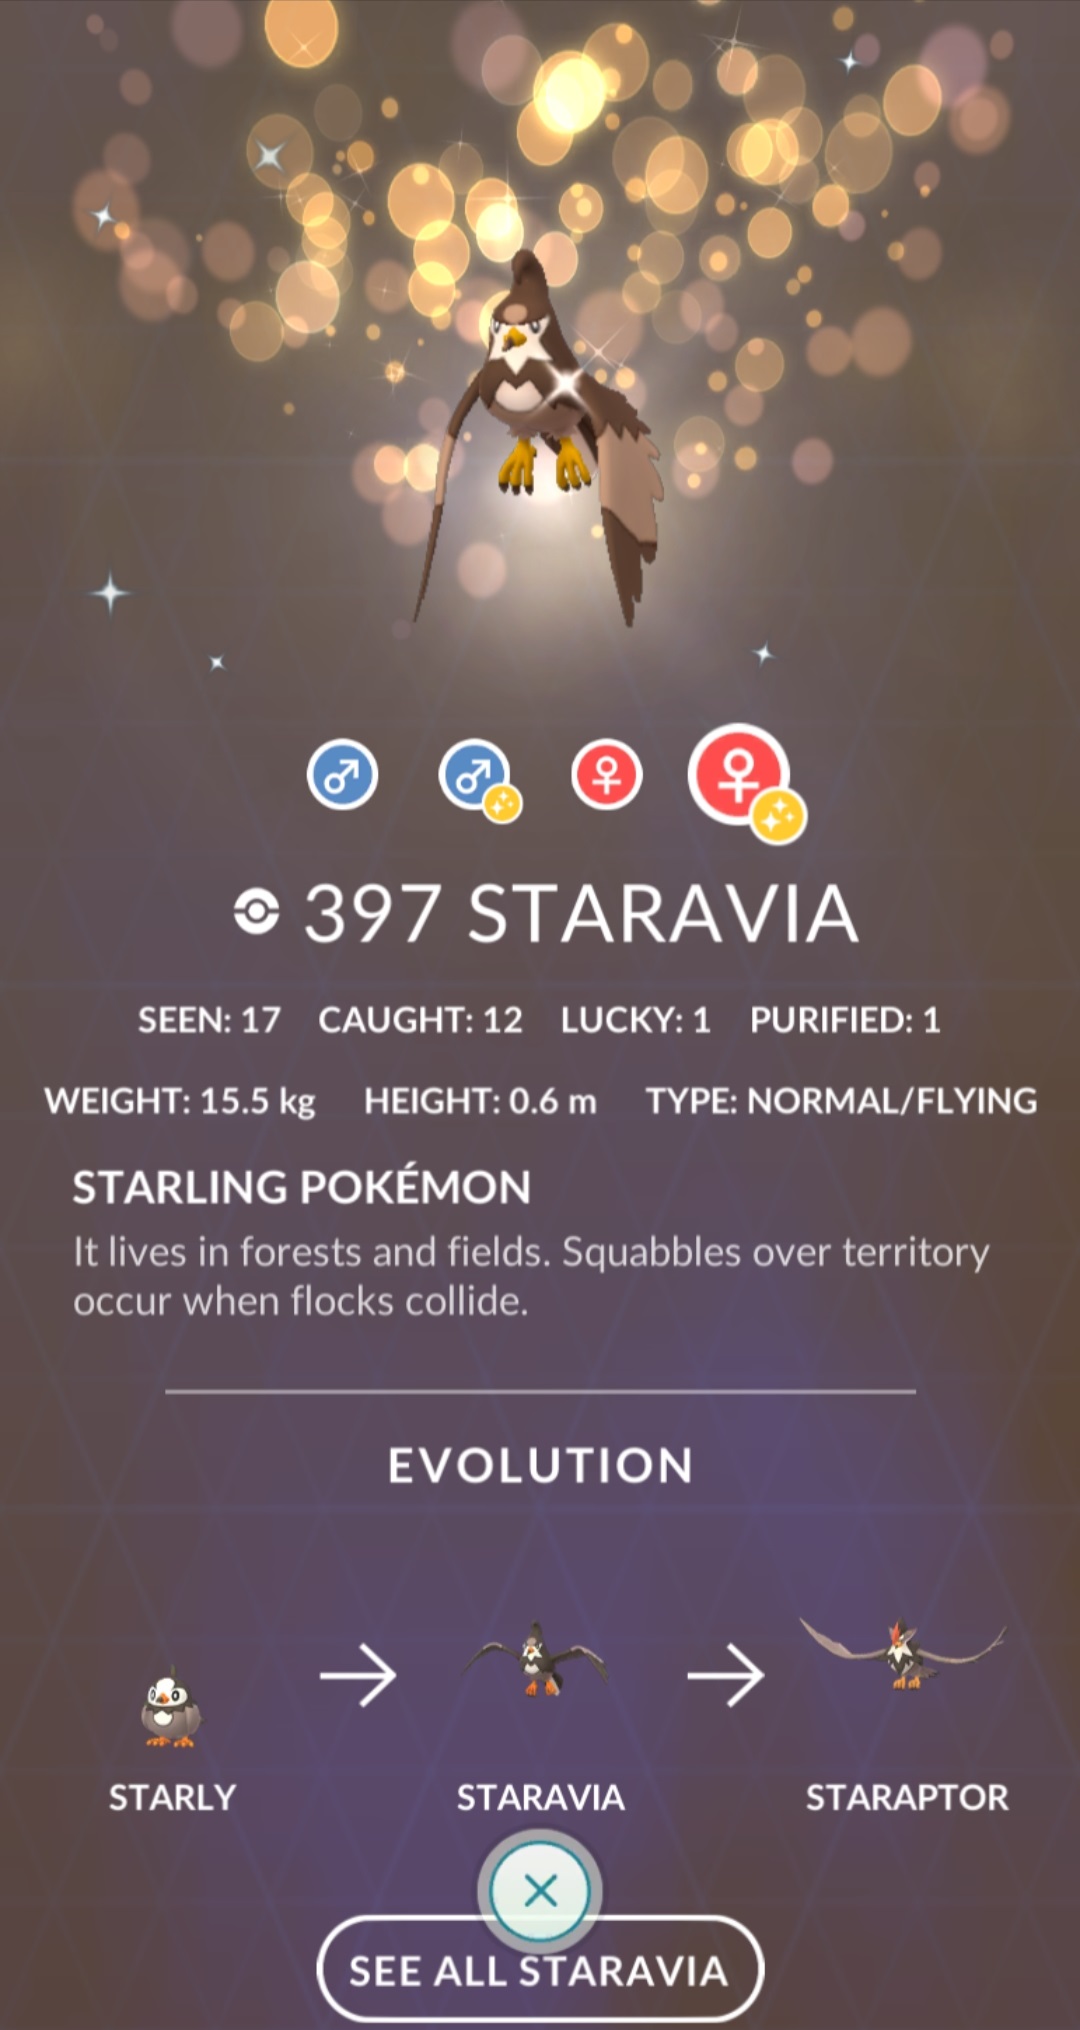 397 STARAVIA
SEEN: 17 CAUGHT: 12 LUCKY: 1 PURIFIED: 1
WEIGHT: 15.5 kg HEIGHT: 0.6 m TYPE: NORMAL/FLYING
STARLING POKÉMON
It lives in forests and fields. Squabbles over territory
occur when flocks collide.
EVOLUTION
STARLY STARAVIA STARAPTOR
SEE ALL STARAVIA